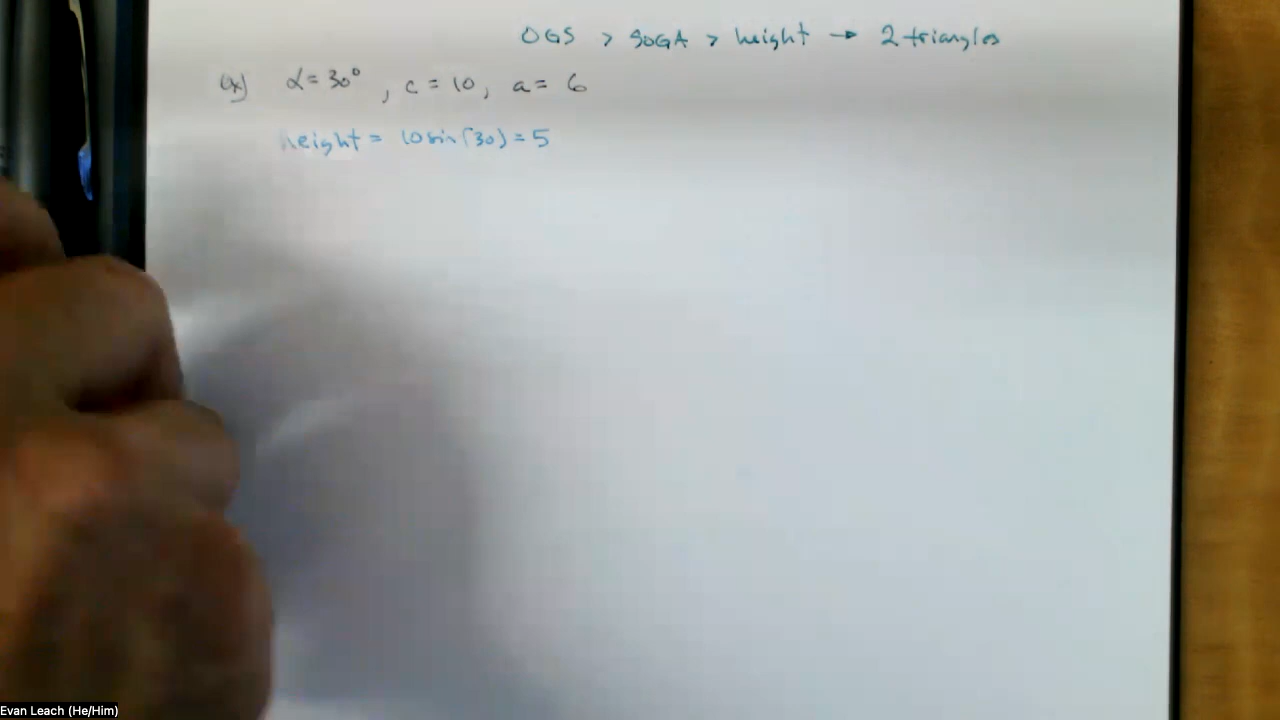 OGS > SOGA > height → 2 triangles
Ex) α = 30°, c = 10, a = 6
height = 10 sin(30) = 5
Evan Leach (He/Him)